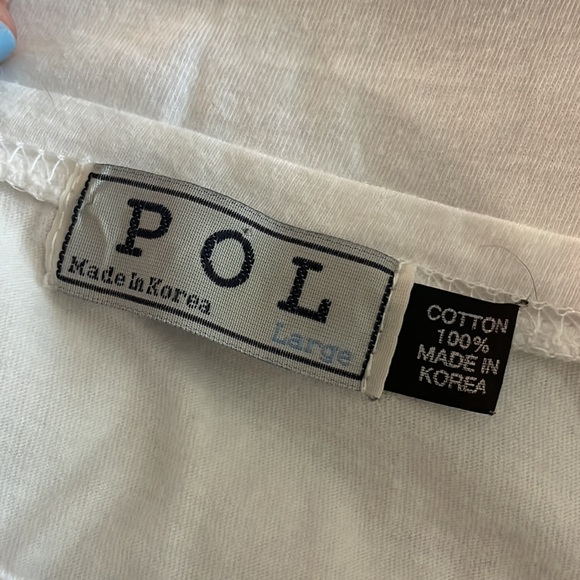 POL
Made In Korea
Large
COTTON
100%
MADE IN
KOREA